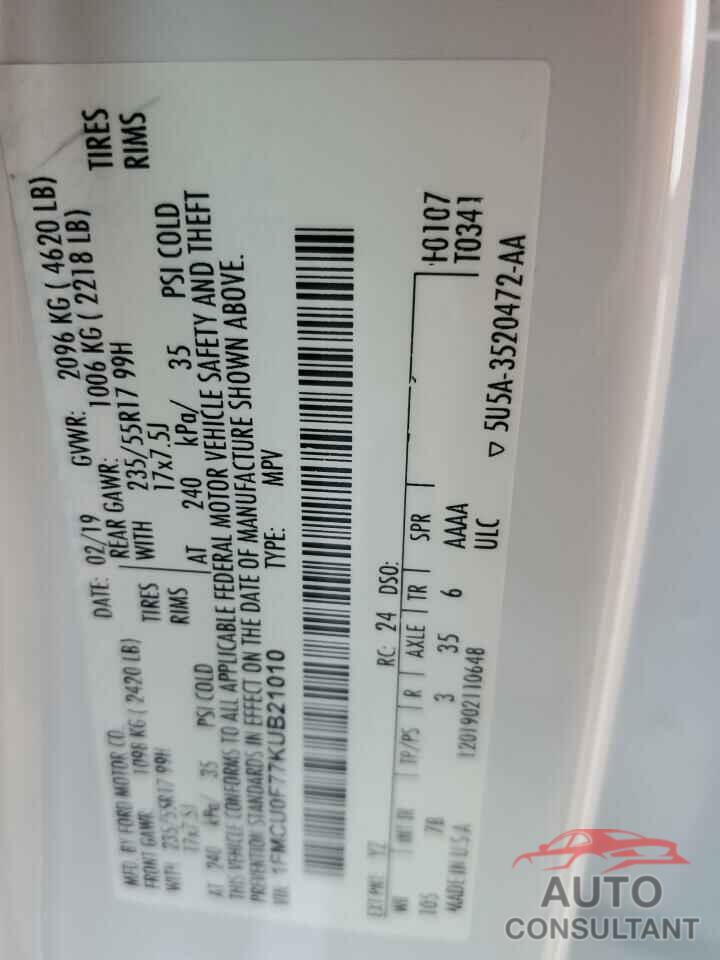 MFD. BY FORD MOTOR CO.
DATE: 02/19 GVWR: 2096 KG ( 4620 LB)
FRONT GAWR: 1098 KG ( 2420 LB)
REAR GAWR: 1006 KG ( 2218 LB)
WITH 235/55R17 99H TIRES
WITH 235/55R17 99H TIRES
17x7.5J RIMS
17x7.5J RIMS
AT 240 kPa/ 35 PSI COLD
AT 240 kPa/ 35 PSI COLD
THIS VEHICLE CONFORMS TO ALL APPLICABLE FEDERAL MOTOR VEHICLE SAFETY AND THEFT
PREVENTION STANDARDS IN EFFECT ON THE DATE OF MANUFACTURE SHOWN ABOVE.
VIN: 1FMCU0F77KUB21010
TYPE: MPV
EXT PNT: YZ RC: 24 DSO:
WB INT TR TP/PS R AXLE TR SPR
105 7B 3 35 6 AAAA
0107
T0341
MADE IN U.S.A. 1201902110648 ULC
5U5A-3520472-AA
AUTO
CONSULTANT